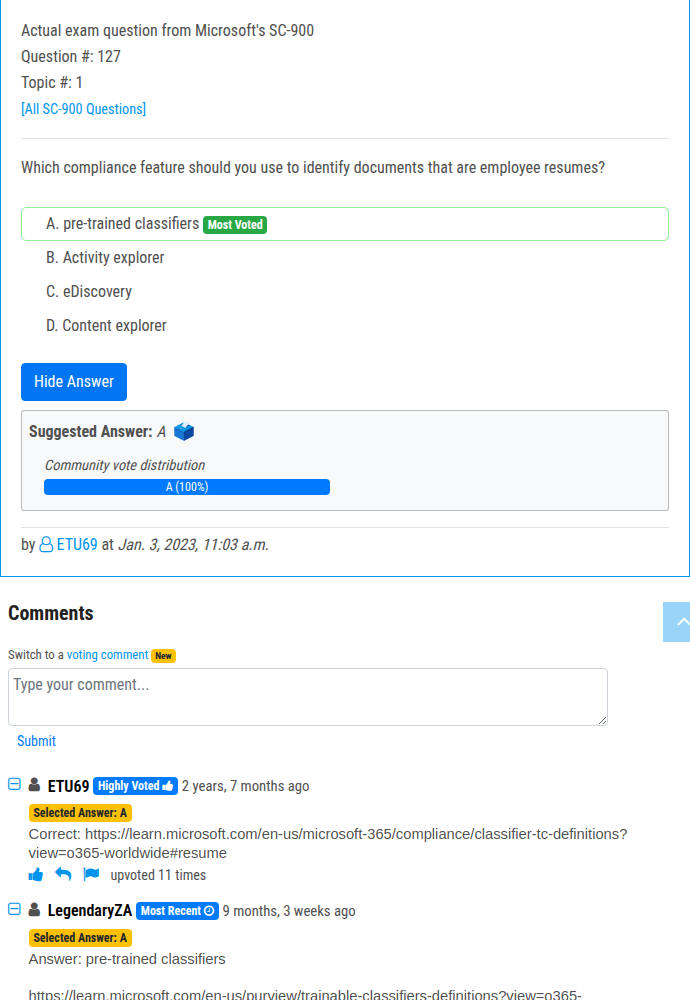 Actual exam question from Microsoft's SC-900
Question #: 127
Topic #: 1
[All SC-900 Questions]
Which compliance feature should you use to identify documents that are employee resumes?
A. pre-trained classifiers Most Voted
B. Activity explorer
C. eDiscovery
D. Content explorer
Hide Answer
Suggested Answer: A
Community vote distribution
A (100%)
by ETU69 at Jan. 3, 2023, 11:03 a.m.
Comments
Switch to a voting comment New
Type your comment...
Submit
ETU69 Highly Voted 2 years, 7 months ago
Selected Answer: A
Correct: https://learn.microsoft.com/en-us/microsoft-365/compliance/classifier-tc-definitions?
view=o365-worldwide#resume
upvoted 11 times
LegendaryZA Most Recent 9 months, 3 weeks ago
Selected Answer: A
Answer: pre-trained classifiers
https://learn.microsoft.com/en-us/purview/trainable-classifiers-definitions?view=o365-